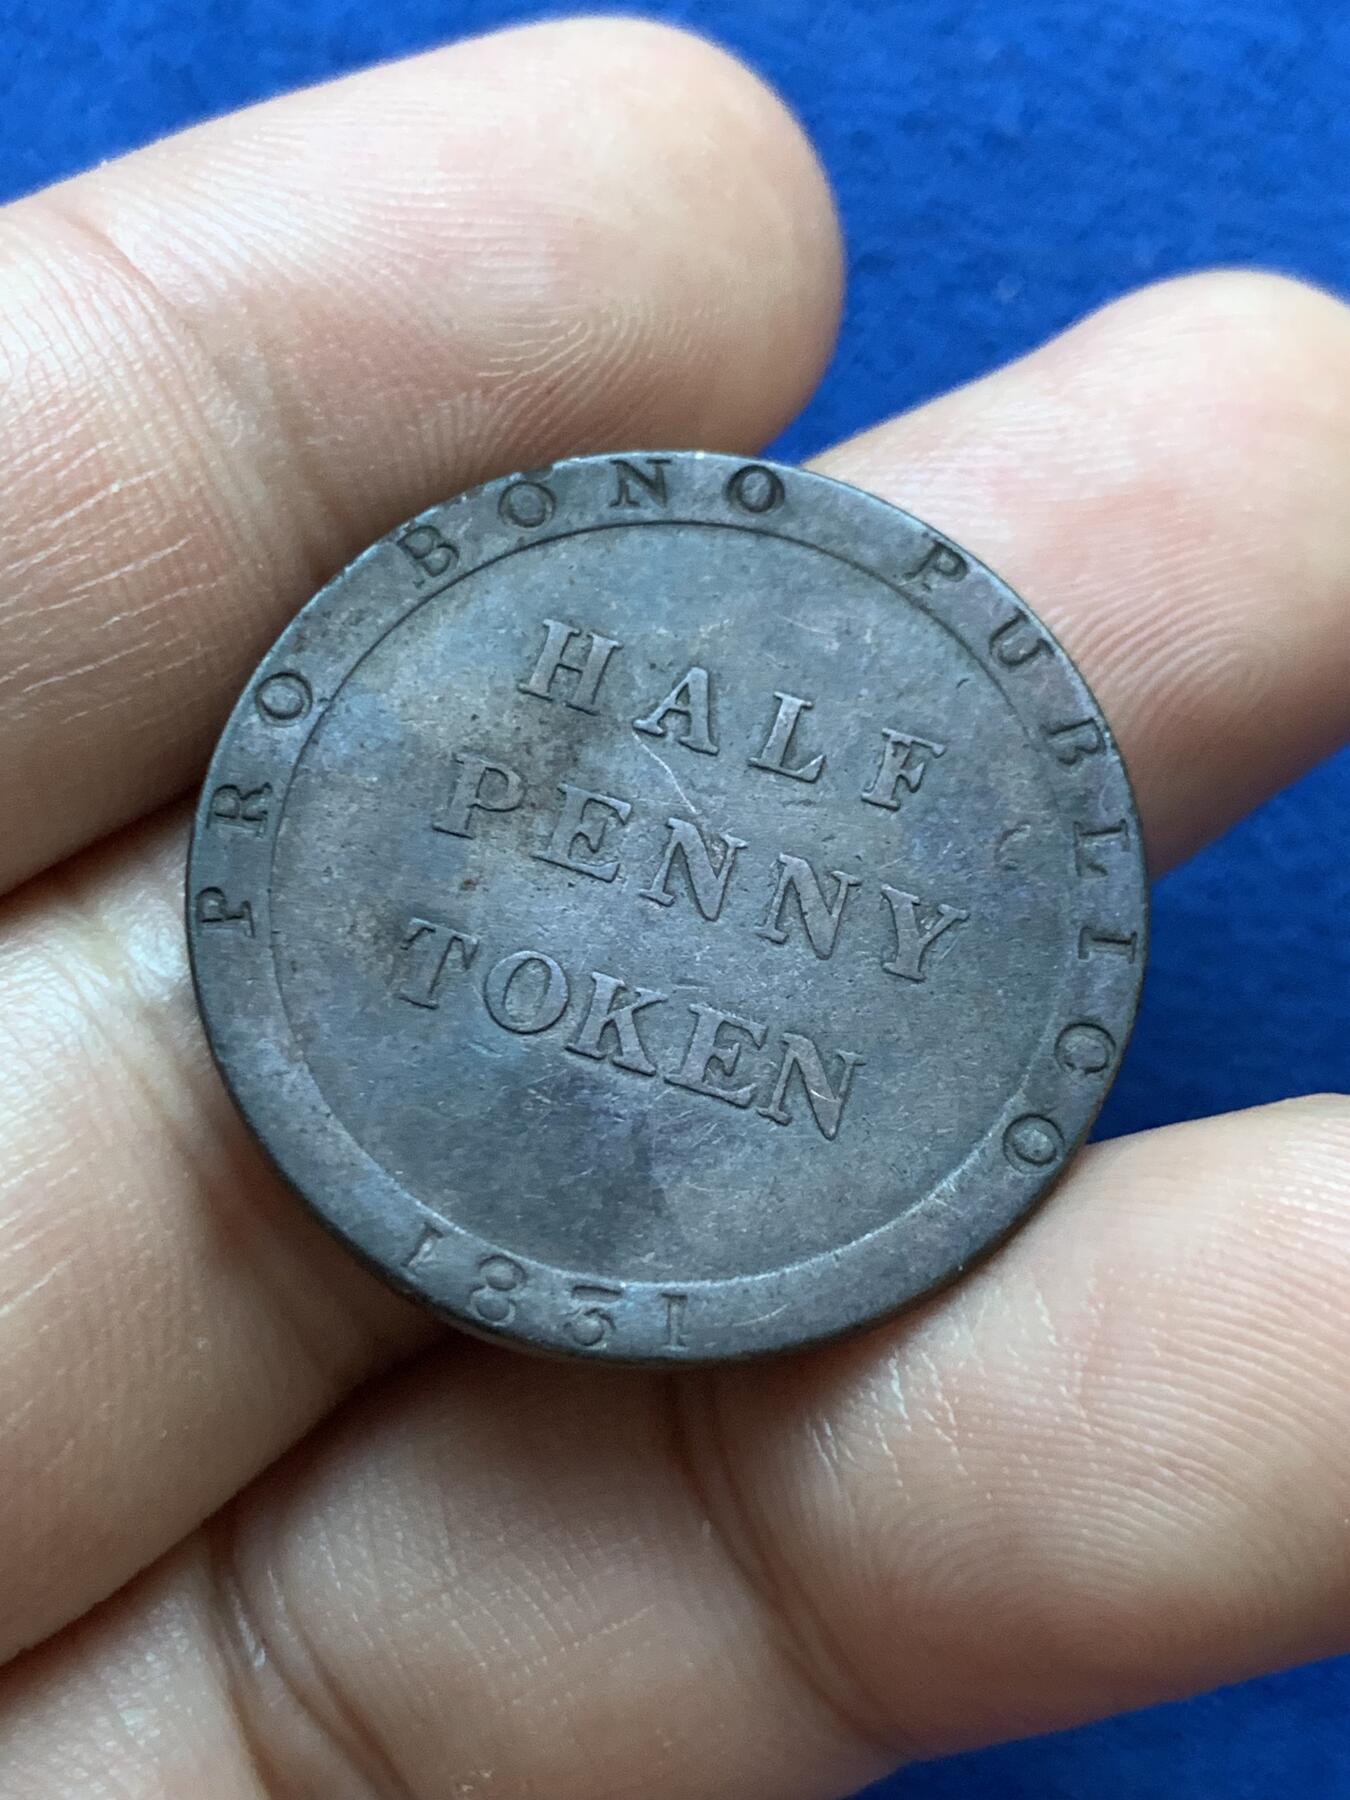 PRO BONO PUBLICO
HALF
PENNY
TOKEN
1831